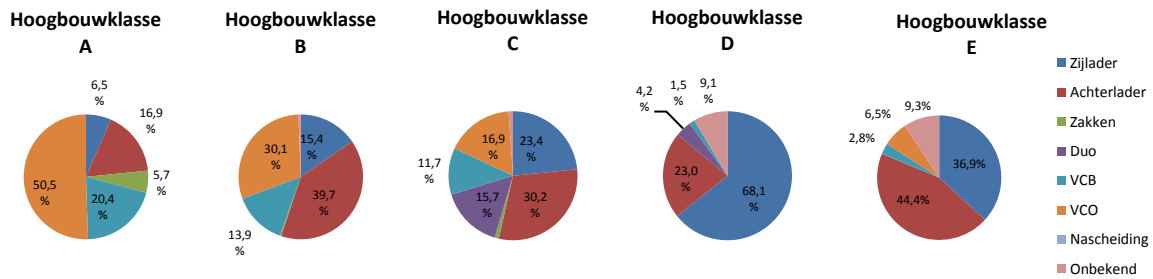 Hoogbouwklasse
A
6,5
%
16,9
%
5,7
%
20,4
%
50,5
%
Hoogbouwklasse
B
15,4
%
39,7
%
13,9
%
30,1
%
Hoogbouwklasse
C
23,4
%
30,2
%
15,7
%
11,7
%
16,9
%
Hoogbouwklasse
D
68,1
%
23,0
%
4,2
%
1,5
%
9,1
%
Hoogbouwklasse
E
36,9%
44,4%
2,8%
6,5%
9,3%
Zijlader
Achterlader
Zakken
Duo
VCB
VCO
Nascheiding
Onbekend